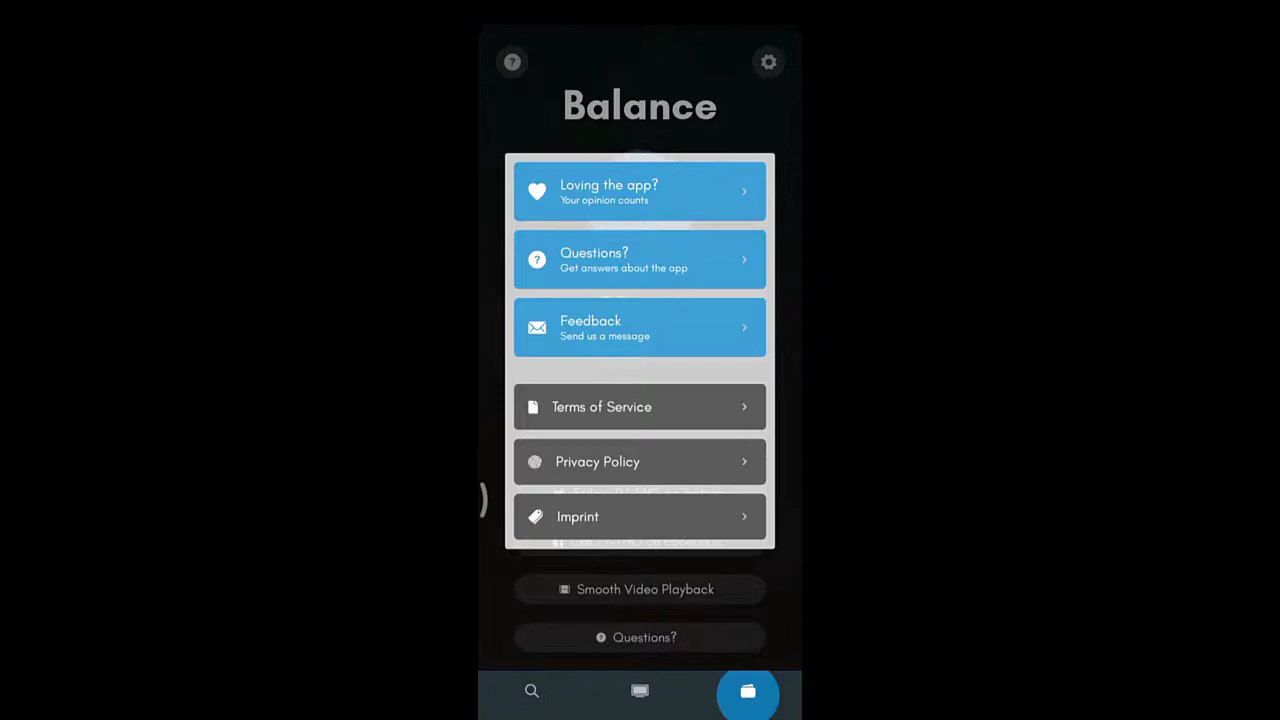 Balance
Loving the app?
Your opinion counts
Questions?
Get answers about the app
Feedback
Send us a message
Terms of Service
Privacy Policy
Imprint
Smooth Video Playback
Questions?